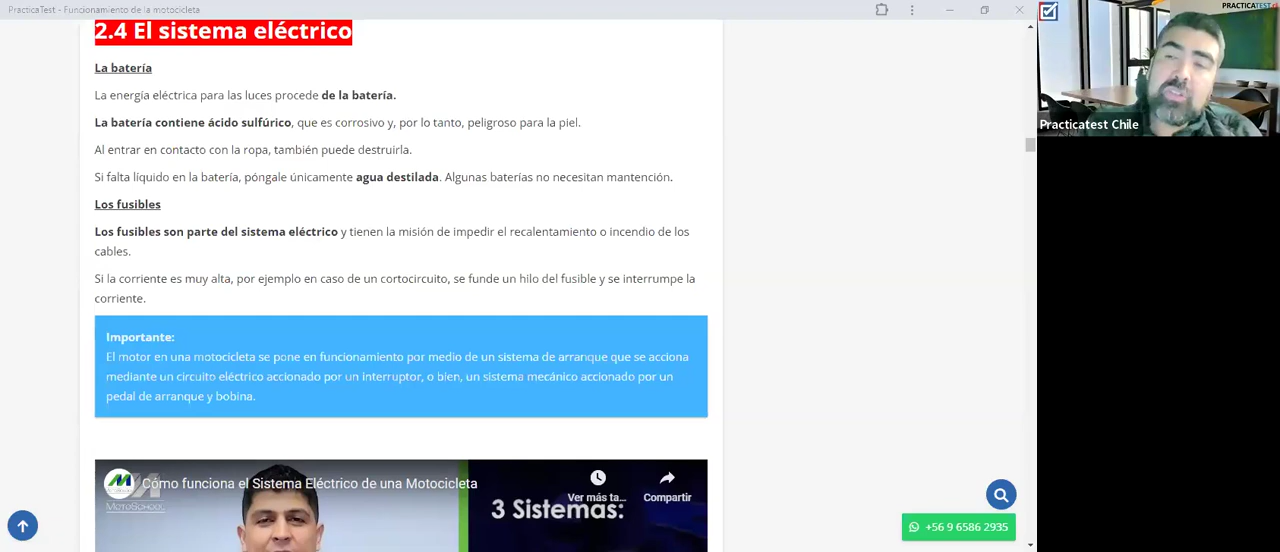 PracticaTest - Funcionamiento de la motocicleta
2.4 El sistema eléctrico
La batería
La energía eléctrica para las luces procede de la batería.
La batería contiene ácido sulfúrico, que es corrosivo y, por lo tanto, peligroso para la piel.
Al entrar en contacto con la ropa, también puede destruirla.
Si falta líquido en la batería, póngale únicamente agua destilada. Algunas baterías no necesitan mantención.
Los fusibles
Los fusibles son parte del sistema eléctrico y tienen la misión de impedir el recalentamiento o incendio de los
cables.
Si la corriente es muy alta, por ejemplo en caso de un cortocircuito, se funde un hilo del fusible y se interrumpe la
corriente.
Importante:
El motor en una motocicleta se pone en funcionamiento por medio de un sistema de arranque que se acciona
mediante un circuito eléctrico accionado por un interruptor, o bien, un sistema mecánico accionado por un
pedal de arranque y bobina.
Cómo funciona el Sistema Eléctrico de una Motocicleta
MOTOSCHOOL
Ver más ta...
Compartir
3 Sistemas:
+56 9 6586 2935
PRACTICATEST.cl
Practicatest Chile